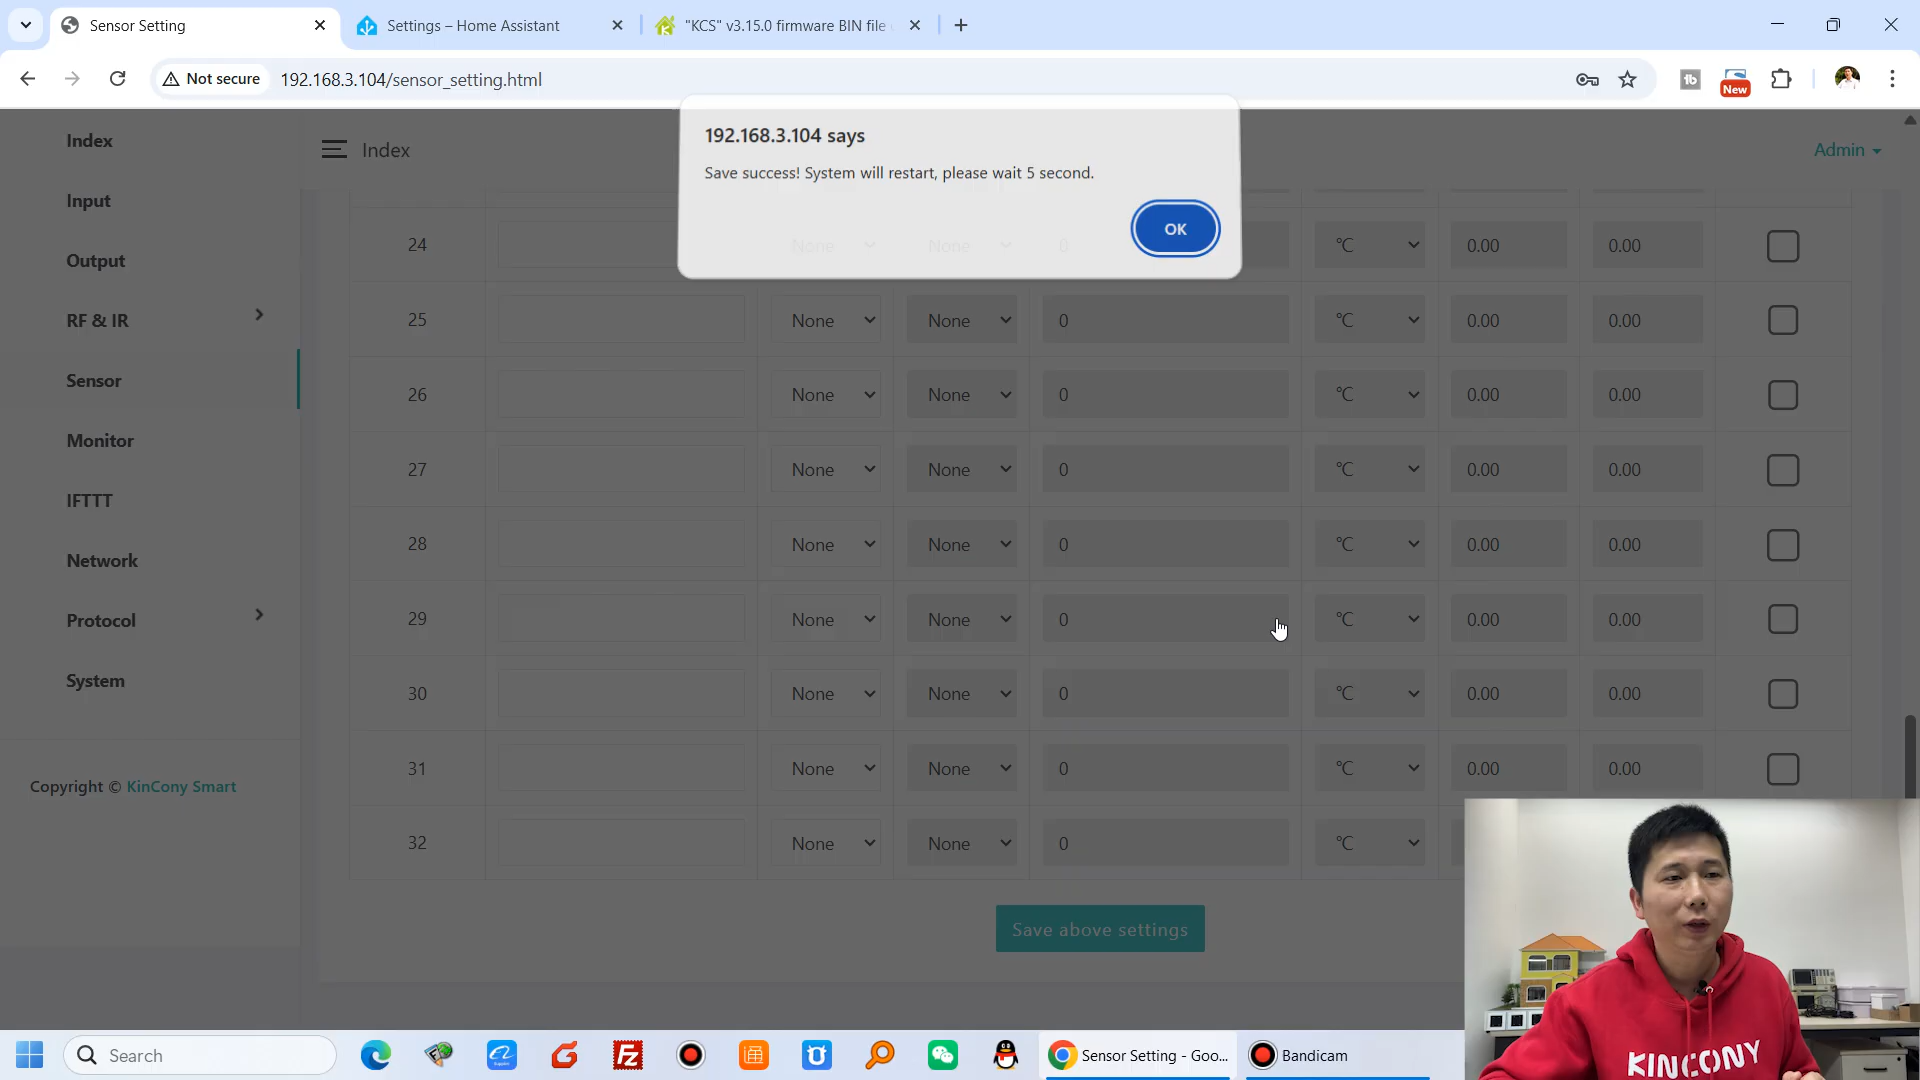 Sensor Setting
Settings – Home Assistant
"KCS" v3.15.0 firmware BIN file
Not secure
192.168.3.104/sensor_setting.html
New
192.168.3.104 says
Save success! System will restart, please wait 5 second.
OK
Index
Input
Output
RF & IR
Sensor
Monitor
IFTTT
Network
Protocol
System
Copyright © KinCony Smart
Index
Admin
24 None None 0 °C 0.00 0.00
25 None None 0 °C 0.00 0.00
26 None None 0 °C 0.00 0.00
27 None None 0 °C 0.00 0.00
28 None None 0 °C 0.00 0.00
29 None None 0 °C 0.00 0.00
30 None None 0 °C 0.00 0.00
31 None None 0 °C 0.00 0.00
32 None None 0 °C
Save above settings
KINCONY
Search
Sensor Setting - Goo...
Bandicam